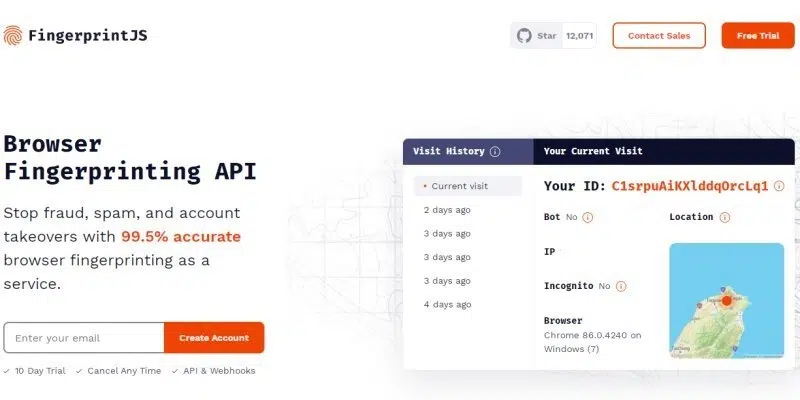 FingerprintJS
Star 12,071
Contact Sales
Free Trial
Browser
Fingerprinting API
Stop fraud, spam, and account
takeovers with 99.5% accurate
browser fingerprinting as a
service.
Enter your email
Create Account
10 Day Trial
Cancel Any Time
API & Webhooks
Visit History
Current visit
2 days ago
3 days ago
3 days ago
3 days ago
4 days ago
Your Current Visit
Your ID: C1srpuAiKXlddqOrcLq1
Bot No
Location
IP
Incognito No
Browser
Chrome 86.0.4240 on
Windows (7)